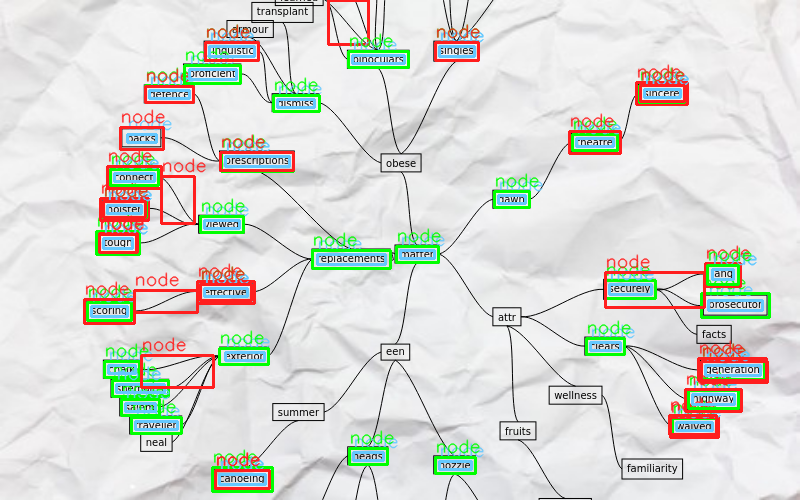 transplant
armour
node
linguistic
node
binoculars
node
singles
node
proficient
node
defence
node
dismiss
node
sincere
node
packs
node
theatre
node
prescriptions
obese
node
connect
node
node
dawn
node
bolster
node
viewed
node
tough
node
replacements
node
matter
node
node
securely
node
and
node
effective
node
node
scoring
prosecutor
attr
facts
node
clears
node
exterior
een
node
node
generation
node
highway
wellness
node
salem
summer
node
traveller
node
waived
fruits
neal
node
beads
node
nozzle
familiarity
node
canoeing